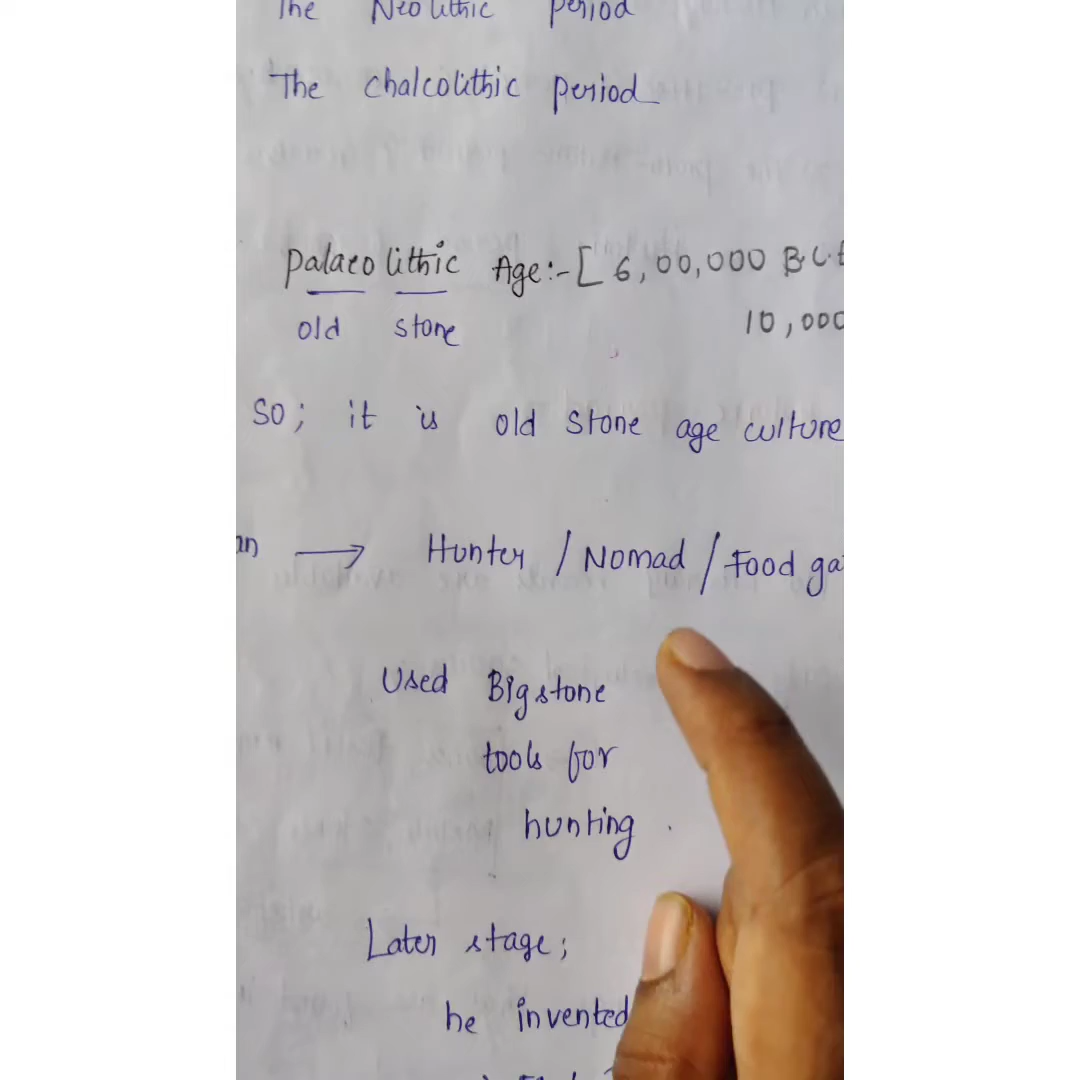 The Neolithic Period
The chalcolithic period
Palaeolithic Age:- [ 6,00,000 BCE
old stone 10,000
So; it is old stone age culture
→ Hunter / Nomad / Food
Used Big stone
tools for
hunting.
Later stage;
he invented